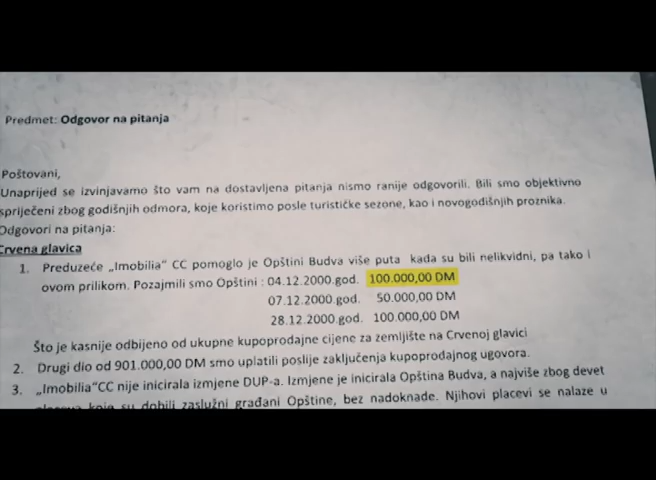 Predmet: Odgovor na pitanja
Poštovani,
Unaprijed se izvinjavamo što vam na dostavljena pitanja nismo ranije odgovorili. Bili smo objektivno
spriječeni zbog godišnjih odmora, koje koristimo posle turističke sezone, kao i novogodišnjih proznika.
Odgovori na pitanja:
Crvena glavica
1. Preduzeće „Imobilia“ CC pomoglo je Opštini Budva više puta kada su bili nelikvidni, pa tako i
ovom prilikom. Pozajmili smo Opštini : 04.12.2000.god. 100.000,00 DM
07.12.2000.god. 50.000,00 DM
28.12.2000.god. 100.000,00 DM
Što je kasnije odbijeno od ukupne kupoprodajne cijene za zemljište na Crvenoj glavici
2. Drugi dio od 901.000,00 DM smo uplatili poslije zaključenja kupoprodajnog ugovora.
3. „Imobilia“CC nije inicirala izmjene DUP-a. Izmjene je inicirala Opština Budva, a najviše zbog devet
placeva koje su dobili zaslužni građani Opštine, bez nadoknade. Njihovi placevi se nalaze u